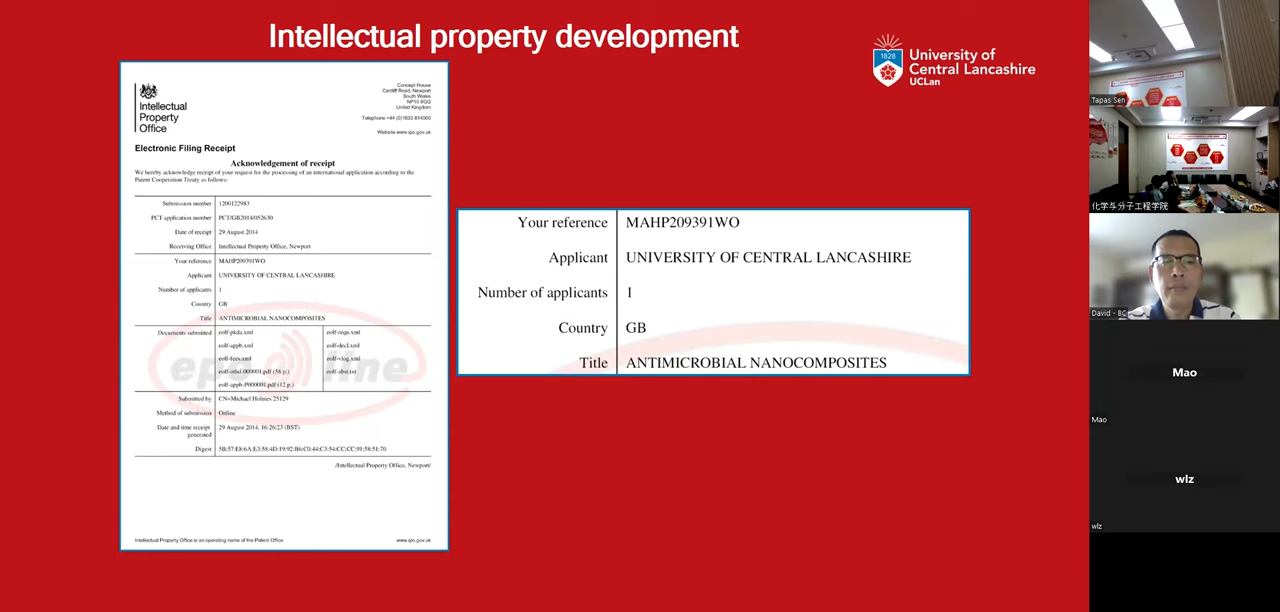 Intellectual property development
1828
University of
Central Lancashire
UCLan
Intellectual
Property
Office
Concept House
Cardiff Road, Newport
South Wales
NP10 8QQ
United Kingdom
Telephone +44 (0)1633 814000
Website www.ipo.gov.uk
Electronic Filing Receipt
Acknowledgement of receipt
We hereby acknowledge receipt of your request for the processing of an international application according to the
Patent Cooperation Treaty as follows:
Submission number 1200122983
PCT application number PCT/GB2014/052630
Date of receipt 29 August 2014
Receiving Office Intellectual Property Office, Newport
Your reference MAHP209391WO
Applicant UNIVERSITY OF CENTRAL LANCASHIRE
Number of applicants 1
Country GB
Title ANTIMICROBIAL NANOCOMPOSITES
Documents submitted eolf-pkda.xml eolf-requ.xml
eolf-appb.xml eolf-decl.xml
eolf-fees.xml eolf-vlog.xml
eolf-othd-000001.pdf (58 p.) eolf-abst.txt
eolf-appb-P000001.pdf (12 p.)
Submitted by CN=Michael Holmes 25129
Method of submission Online
Date and time receipt generated 29 August 2014, 16:26:23 (BST)
Digest
/Intellectual Property Office, Newport/
Intellectual Property Office is an operating name of the Patent Office www.ipo.gov.uk
epoline
Your reference MAHP209391WO
Applicant UNIVERSITY OF CENTRAL LANCASHIRE
Number of applicants 1
Country GB
Title ANTIMICROBIAL NANOCOMPOSITES
Tapas Sen
化学与分子工程学院
David - BC
Mao
Mao
wlz
wlz